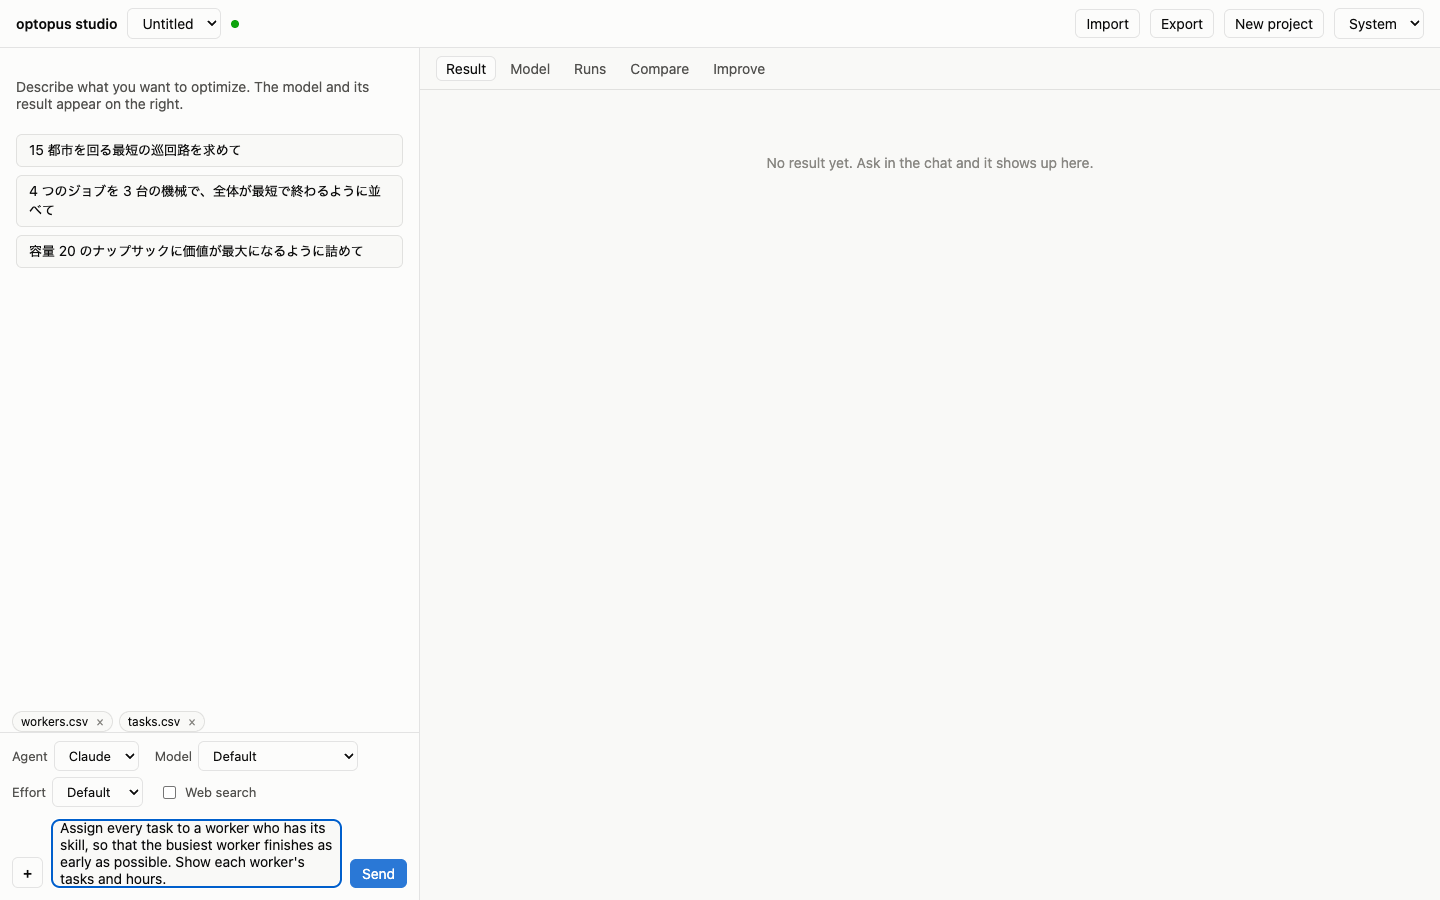 optopus studio
Untitled
Import
Export
New project
System
Describe what you want to optimize. The model and its
result appear on the right.
15 都市を回る最短の巡回路を求めて
4 つのジョブを 3 台の機械で、全体が最短で終わるように並
べて
容量 20 のナップサックに価値が最大になるように詰めて
Result
Model
Runs
Compare
Improve
No result yet. Ask in the chat and it shows up here.
workers.csv ×
tasks.csv ×
Agent
Claude
Model
Default
Effort
Default
Web search
Assign every task to a worker who has its
skill, so that the busiest worker finishes as
early as possible. Show each worker's
tasks and hours.
+
Send